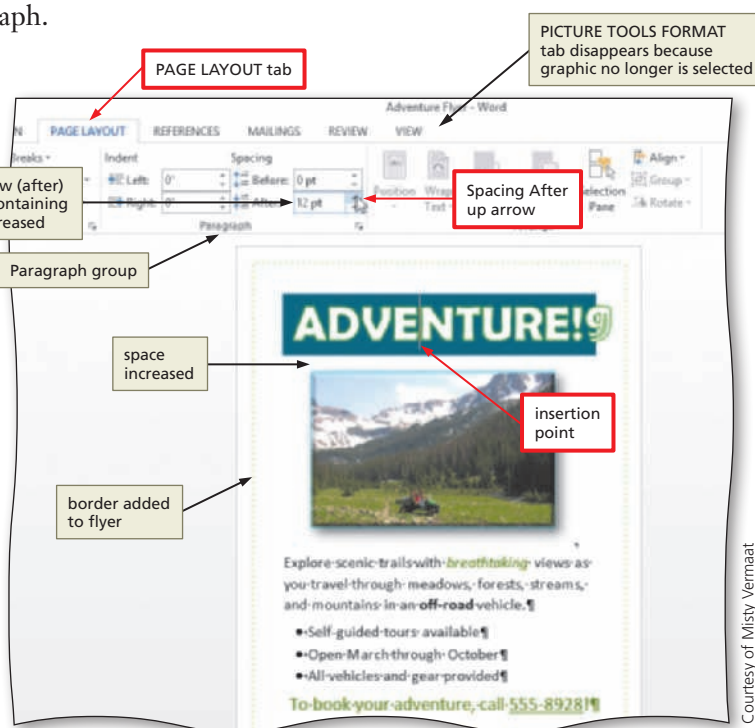 aph.
PICTURE TOOLS FORMAT
tab disappears because
graphic no longer is selected
PAGE LAYOUT tab
Adventure Flyer - Word
N PAGE LAYOUT REFERENCES MAILINGS REVIEW VIEW
Breaks
Indent
Spacing
Left: 0"
Before: 0 pt
Right: 0"
After: 12 pt
Position
Wrap
Text
Selection
Pane
Align
Group
Rotate
Paragraph
w (after)
containing
reased
Spacing After
up arrow
Paragraph group
ADVENTURE!¶
space
increased
insertion
point
border added
to flyer
Explore·scenic·trails·with·breathtaking·views·as·
you·travel·through·meadows,·forests,·streams,·
and·mountains·in·an·off-road·vehicle.¶
•Self-guided·tours·available¶
•Open·March·through·October¶
•All·vehicles·and·gear·provided¶
To·book·your·adventure,·call·555-8928!¶
Courtesy of Misty Vermaat